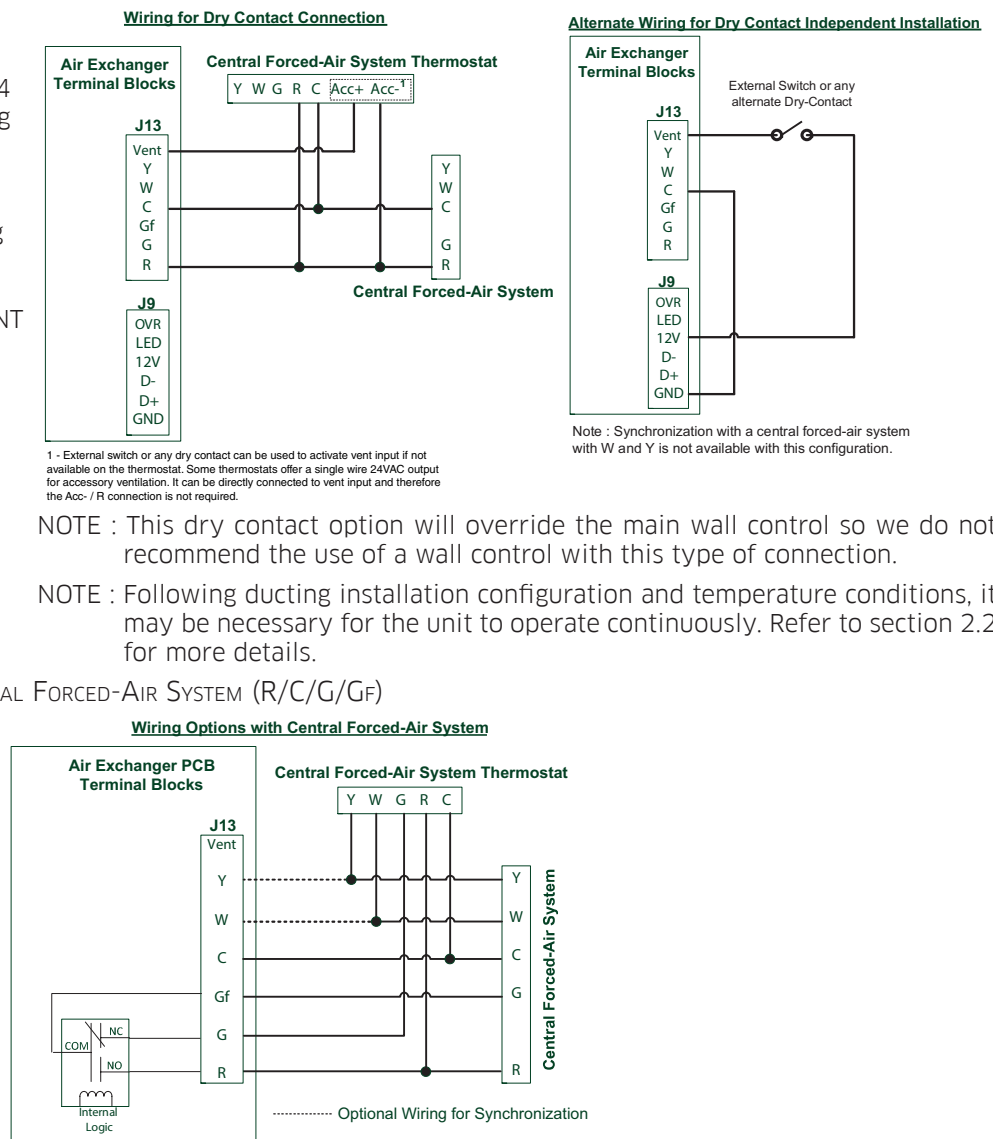 Wiring for Dry Contact Connection
Air Exchanger
Terminal Blocks
Central Forced-Air System Thermostat
Y W G R C Acc+ Acc-¹
J13
Vent
Y
W
C
Gf
G
R
Y
W
C
G
R
Central Forced-Air System
J9
OVR
LED
12V
D-
D+
GND
1 - External switch or any dry contact can be used to activate vent input if not
available on the thermostat. Some thermostats offer a single wire 24VAC output
for accessory ventilation. It can be directly connected to vent input and therefore
the Acc- / R connection is not required.
Alternate Wiring for Dry Contact Independent Installation
Air Exchanger
Terminal Blocks
External Switch or any
alternate Dry-Contact
J13
Vent
Y
W
C
Gf
G
R
J9
OVR
LED
12V
D-
D+
GND
Note : Synchronization with a central forced-air system
with W and Y is not available with this configuration.
4
g
g
NT
NOTE : This dry contact option will override the main wall control so we do not
recommend the use of a wall control with this type of connection.
NOTE : Following ducting installation configuration and temperature conditions, it
may be necessary for the unit to operate continuously. Refer to section 2.2
for more details.
AL FORCED-AIR SYSTEM (R/C/G/GF)
Wiring Options with Central Forced-Air System
Air Exchanger PCB
Terminal Blocks
Central Forced-Air System Thermostat
Y W G R C
J13
Vent
Y
W
C
Gf
G
R
Y
W
C
G
R
Central Forced-Air System
NC
COM
NO
Internal
Logic
Optional Wiring for Synchronization